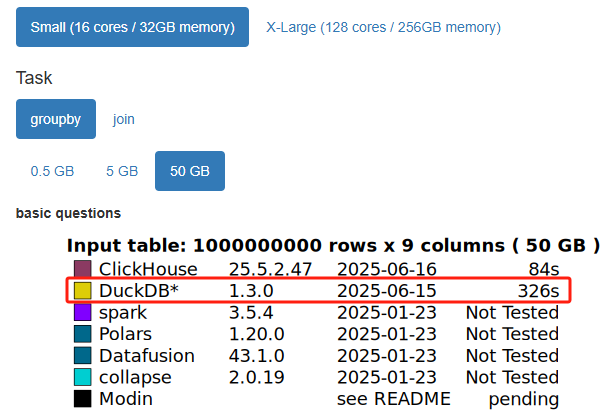 Small (16 cores / 32GB memory) X-Large (128 cores / 256GB memory)
Task
groupby join
0.5 GB 5 GB 50 GB
basic questions
Input table: 1000000000 rows x 9 columns ( 50 GB )
ClickHouse 25.5.2.47 2025-06-16 84s
DuckDB* 1.3.0 2025-06-15 326s
spark 3.5.4 2025-01-23 Not Tested
Polars 1.20.0 2025-01-23 Not Tested
Datafusion 43.1.0 2025-01-23 Not Tested
collapse 2.0.19 2025-01-23 Not Tested
Modin see README pending